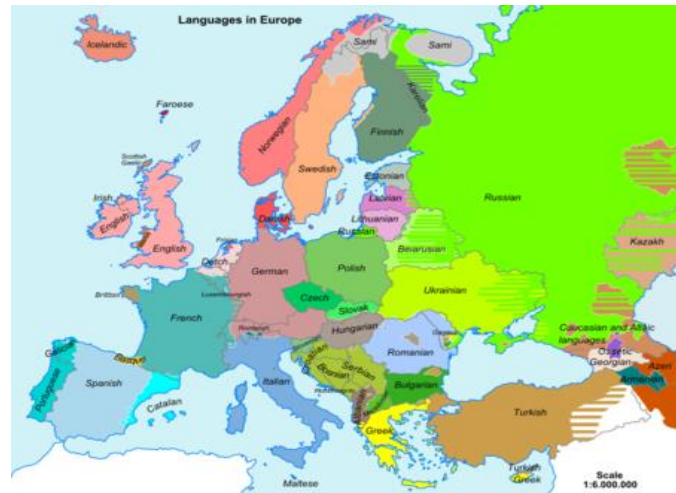 Languages in Europe
Icelandic
Sami
Sami
Faroese
Karelian
Norwegian
Finnish
Swedish
Scottish
Gaelic
Estonian
Russian
Irish
English
Latvian
Danish
Lithuanian
Russian
English
Belarusian
Kazakh
German
Polish
Luxembourgish
Czech
Ukrainian
Slovak
French
Hungarian
Romanian
Caucasian and Altaic
languages
Galician
Basque
Serbian
Bosnian
Ossetic
Georgian
Azeri
Italian
Bulgarian
Armenian
Portuguese
Spanish
Catalan
Turkish
Greek
Turkish
Greek
Maltese
Scale
1:6.000.000